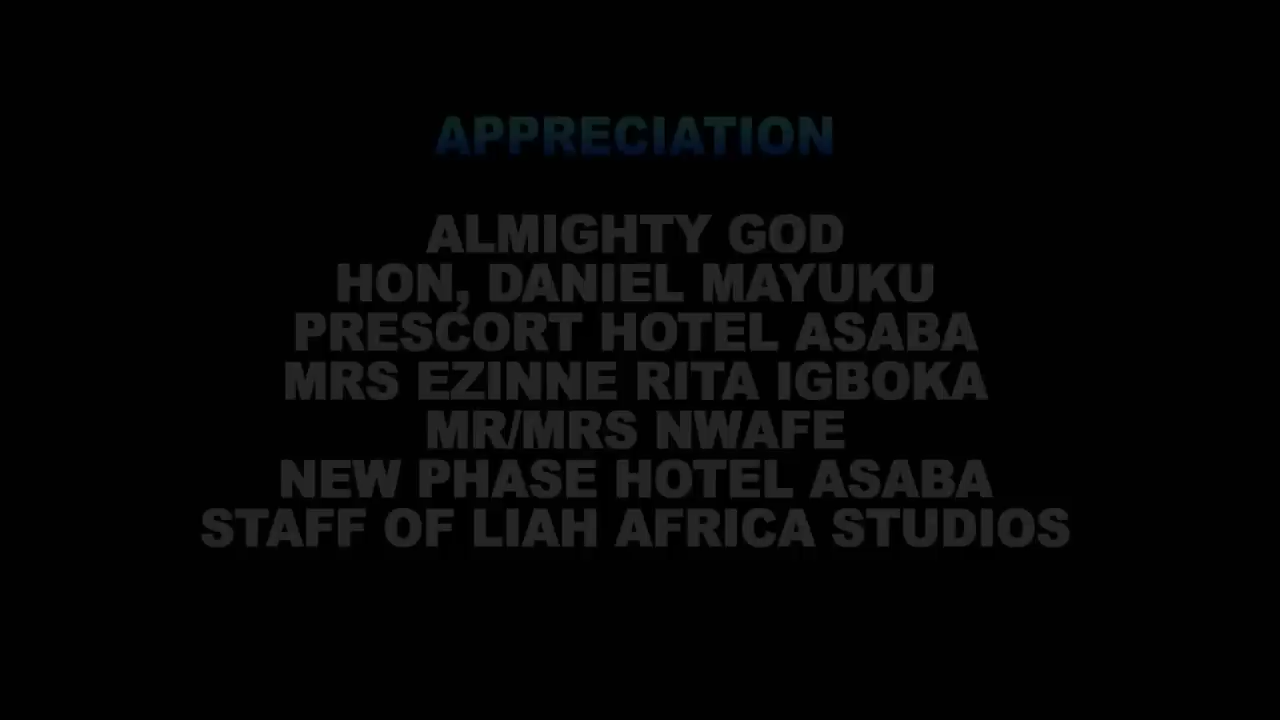 APPRECIATION
ALMIGHTY GOD
HON, DANIEL MAYUKU
PRESCORT HOTEL ASABA
MRS EZINNE RITA IGBOKA
MR/MRS NWAFE
NEW PHASE HOTEL ASABA
STAFF OF LIAH AFRICA STUDIOS